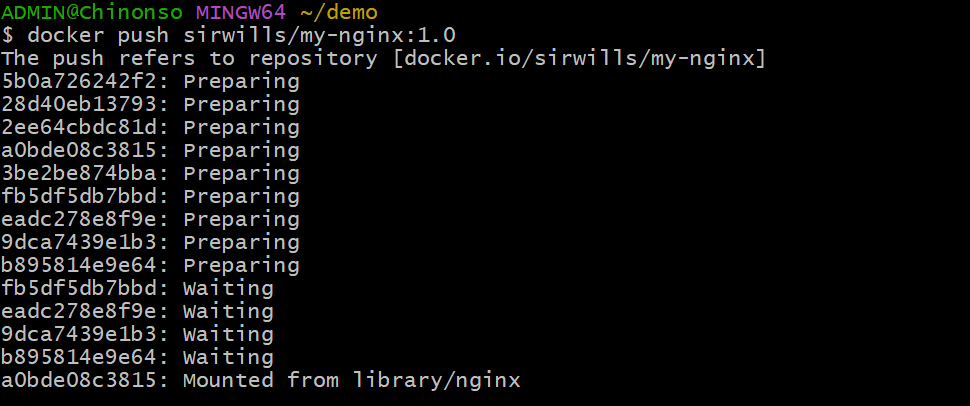 ADMIN@Chinonso MINGW64 ~/demo
$ docker push sirwills/my-nginx:1.0
The push refers to repository [docker.io/sirwills/my-nginx]
5b0a726242f2: Preparing
28d40eb13793: Preparing
2ee64cbdc81d: Preparing
a0bde08c3815: Preparing
3be2be874bba: Preparing
fb5df5db7bbd: Preparing
eadc278e8f9e: Preparing
9dca7439e1b3: Preparing
b895814e9e64: Preparing
fb5df5db7bbd: Waiting
eadc278e8f9e: Waiting
9dca7439e1b3: Waiting
b895814e9e64: Waiting
a0bde08c3815: Mounted from library/nginx